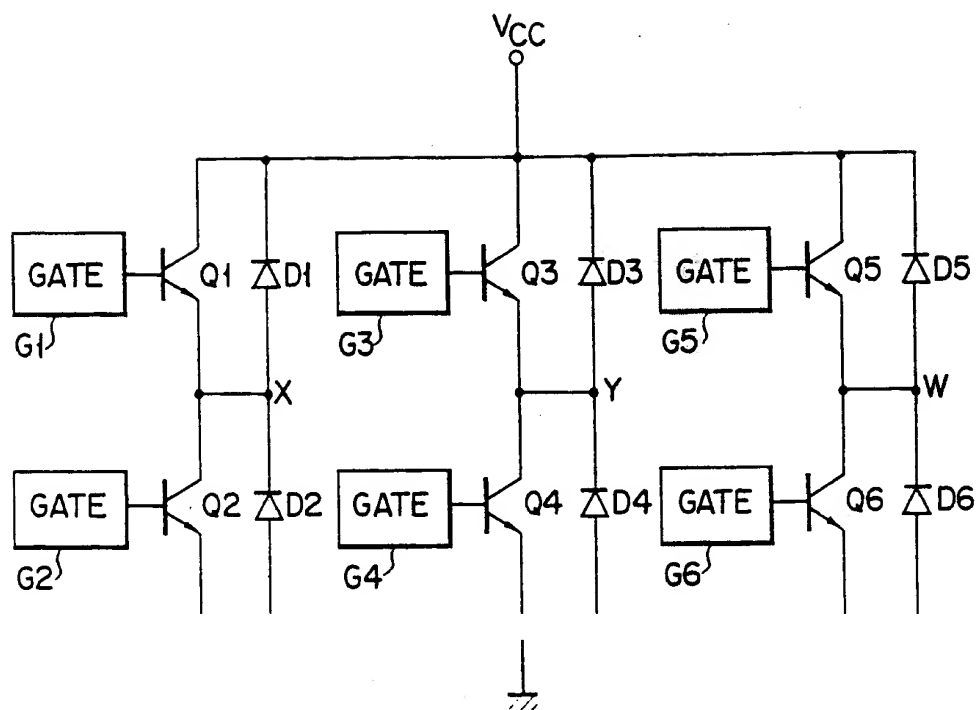 VCC
GATE Q1 D1 GATE Q3 D3 GATE Q5 D5
G1 G3 G5
X Y W
GATE Q2 D2 GATE Q4 D4 GATE Q6 D6
G2 G4 G6